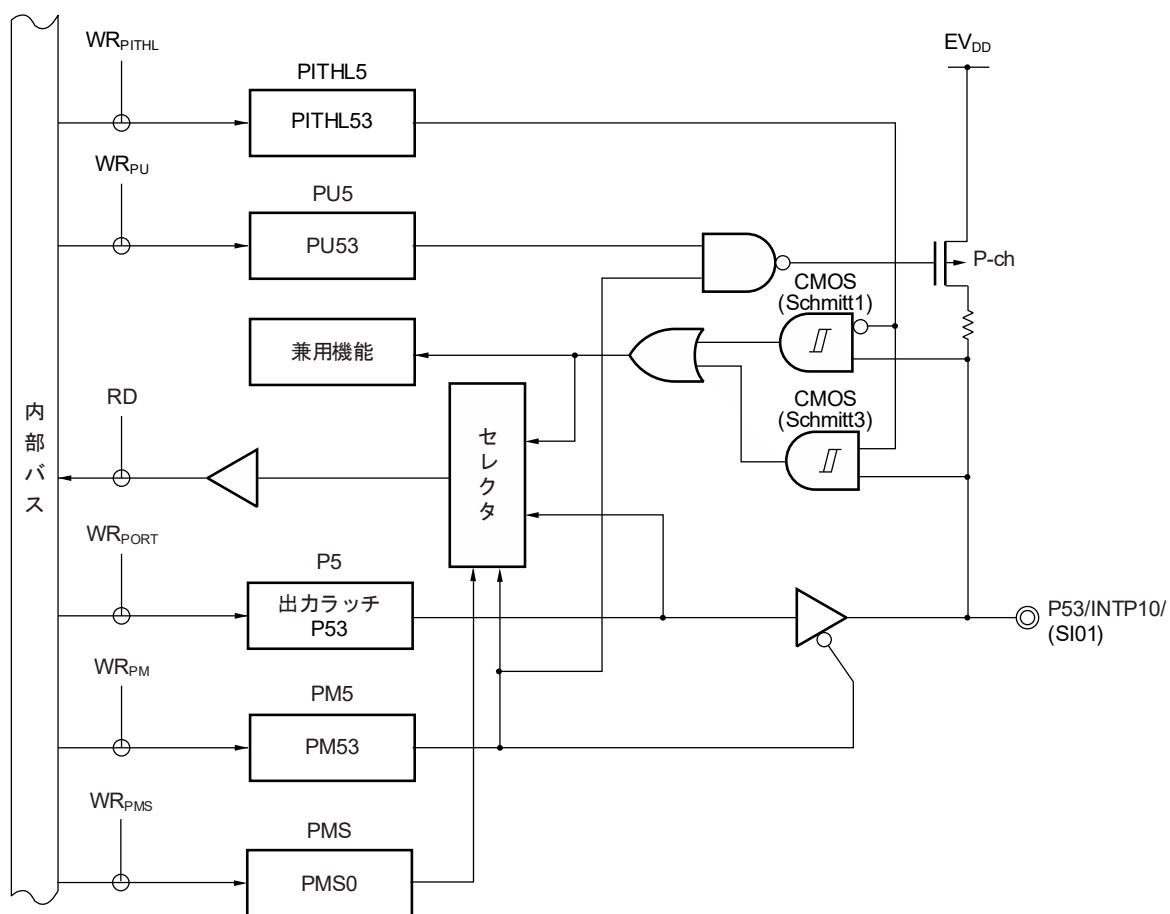 WRPITHL
PITHL5
PITHL53
EVDD
WRPU
PU5
PU53
P-ch
CMOS
(Schmitt1)
兼用機能
RD
内部バス
セレクタ
CMOS
(Schmitt3)
WRPORT
P5
出力ラッチ
P53
P53/INTP10/
(SI01)
WRPM
PM5
PM53
WRPMS
PMS
PMS0